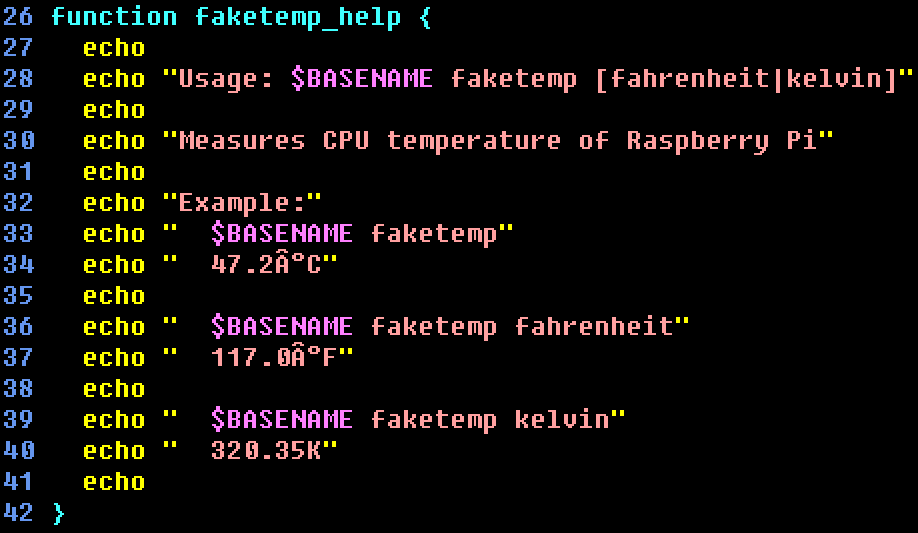 26 function faketemp_help {
27   echo
28   echo "Usage: $BASENAME faketemp [fahrenheit|kelvin]"
29   echo
30   echo "Measures CPU temperature of Raspberry Pi"
31   echo
32   echo "Example:"
33   echo "  $BASENAME faketemp"
34   echo "  47.2Â°C"
35   echo
36   echo "  $BASENAME faketemp fahrenheit"
37   echo "  117.0Â°F"
38   echo
39   echo "  $BASENAME faketemp kelvin"
40   echo "  320.35K"
41   echo
42 }